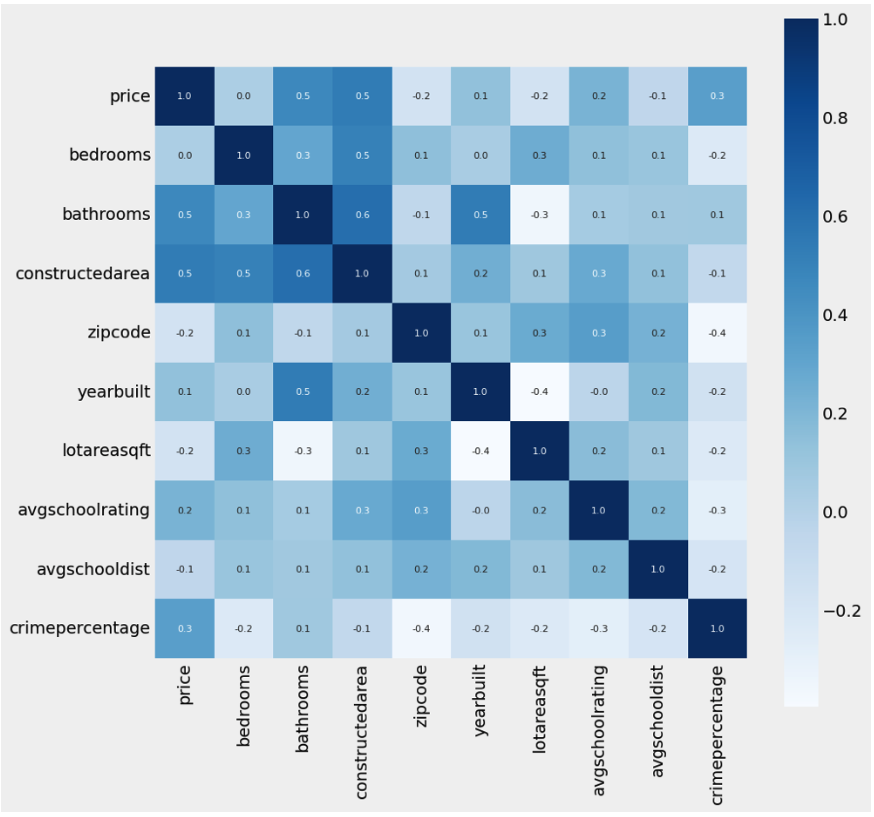 1.0
price 1.0 0.0 0.5 0.5 -0.2 0.1 -0.2 0.2 -0.1 0.3
0.8
bedrooms 0.0 1.0 0.3 0.5 0.1 0.0 0.3 0.1 0.1 -0.2
bathrooms 0.5 0.3 1.0 0.6 -0.1 0.5 -0.3 0.1 0.1 0.1
0.6
constructedarea 0.5 0.5 0.6 1.0 0.1 0.2 0.1 0.3 0.1 -0.1
0.4
zipcode -0.2 0.1 -0.1 0.1 1.0 0.1 0.3 0.3 0.2 -0.4
yearbuilt 0.1 0.0 0.5 0.2 0.1 1.0 -0.4 -0.0 0.2 -0.2
0.2
lotareasqft -0.2 0.3 -0.3 0.1 0.3 -0.4 1.0 0.2 0.1 -0.2
avgschoolrating 0.2 0.1 0.1 0.3 0.3 -0.0 0.2 1.0 0.2 -0.3
0.0
avgschooldist -0.1 0.1 0.1 0.1 0.2 0.2 0.1 0.2 1.0 -0.2
−0.2
crimepercentage 0.3 -0.2 0.1 -0.1 -0.4 -0.2 -0.2 -0.3 -0.2 1.0
price
bedrooms
bathrooms
constructedarea
zipcode
yearbuilt
lotareasqft
avgschoolrating
avgschooldist
crimepercentage